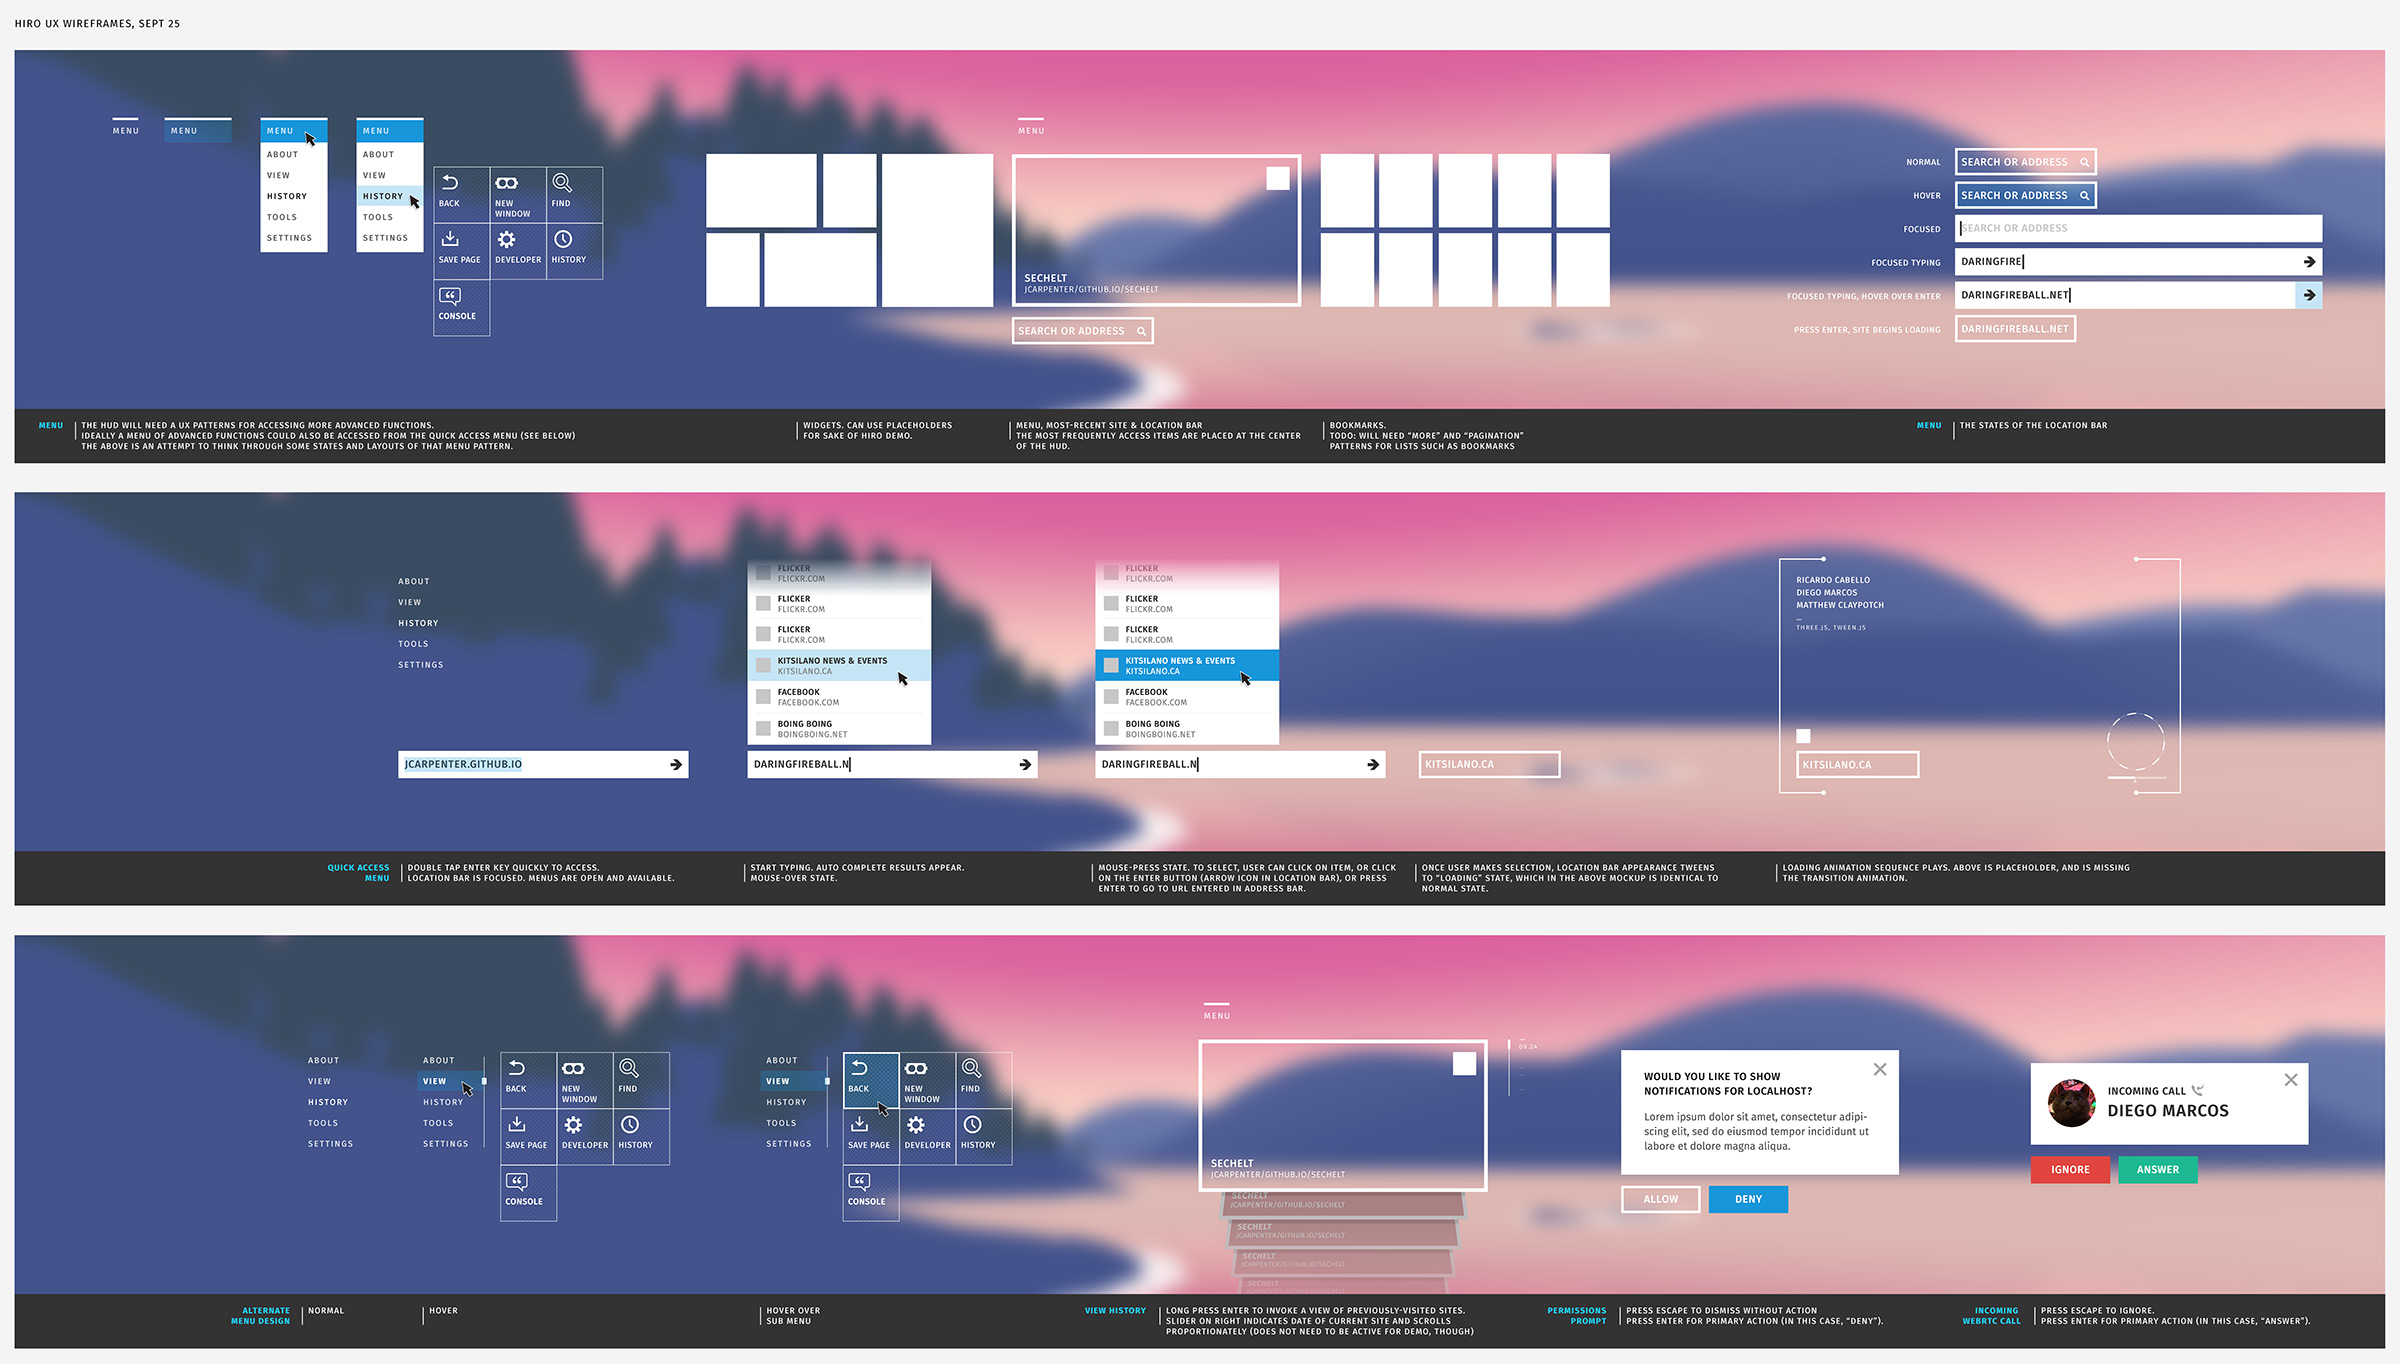 HIRO UX WIREFRAMES, SEPT 25
MENU
MENU
MENU
ABOUT
VIEW
HISTORY
TOOLS
SETTINGS
MENU
ABOUT
VIEW
HISTORY
TOOLS
SETTINGS
BACK
NEW
WINDOW
FIND
SAVE PAGE
DEVELOPER
HISTORY
CONSOLE
MENU
SECHELT
JCARPENTER/GITHUB.IO/SECHELT
SEARCH OR ADDRESS
NORMAL
SEARCH OR ADDRESS
HOVER
SEARCH OR ADDRESS
FOCUSED
SEARCH OR ADDRESS
FOCUSED TYPING
DARINGFIRE
FOCUSED TYPING, HOVER OVER ENTER
DARINGFIREBALL.NET
PRESS ENTER, SITE BEGINS LOADING
DARINGFIREBALL.NET
MENU
THE HUD WILL NEED A UX PATTERNS FOR ACCESSING MORE ADVANCED FUNCTIONS.
IDEALLY A MENU OF ADVANCED FUNCTIONS COULD ALSO BE ACCESSED FROM THE QUICK ACCESS MENU (SEE BELOW)
THE ABOVE IS AN ATTEMPT TO THINK THROUGH SOME STATES AND LAYOUTS OF THAT MENU PATTERN.
WIDGETS. CAN USE PLACEHOLDERS
FOR SAKE OF HIRO DEMO.
MENU, MOST-RECENT SITE & LOCATION BAR
THE MOST FREQUENTLY ACCESS ITEMS ARE PLACED AT THE CENTER
OF THE HUD.
BOOKMARKS.
TODO: WILL NEED “MORE” AND “PAGINATION”
PATTERNS FOR LISTS SUCH AS BOOKMARKS
MENU
THE STATES OF THE LOCATION BAR
ABOUT
VIEW
HISTORY
TOOLS
SETTINGS
JCARPENTER.GITHUB.IO
FLICKER
FLICKR.COM
FLICKER
FLICKR.COM
FLICKER
FLICKR.COM
KITSILANO NEWS & EVENTS
KITSILANO.CA
FACEBOOK
FACEBOOK.COM
BOING BOING
BOINGBOING.NET
DARINGFIREBALL.N
FLICKER
FLICKR.COM
FLICKER
FLICKR.COM
FLICKER
FLICKR.COM
KITSILANO NEWS & EVENTS
KITSILANO.CA
FACEBOOK
FACEBOOK.COM
BOING BOING
BOINGBOING.NET
DARINGFIREBALL.N
KITSILANO.CA
RICARDO CABELLO
DIEGO MARCOS
MATTHEW CLAYPOTCH
—
THREE.JS, TWEEN.JS
KITSILANO.CA
QUICK ACCESS
MENU
DOUBLE TAP ENTER KEY QUICKLY TO ACCESS.
LOCATION BAR IS FOCUSED. MENUS ARE OPEN AND AVAILABLE.
START TYPING. AUTO COMPLETE RESULTS APPEAR.
MOUSE-OVER STATE.
MOUSE-PRESS STATE. TO SELECT, USER CAN CLICK ON ITEM, OR CLICK
ON THE ENTER BUTTON (ARROW ICON IN LOCATION BAR), OR PRESS
ENTER TO GO TO URL ENTERED IN ADDRESS BAR.
ONCE USER MAKES SELECTION, LOCATION BAR APPEARANCE TWEENS
TO “LOADING” STATE, WHICH IN THE ABOVE MOCKUP IS IDENTICAL TO
NORMAL STATE.
LOADING ANIMATION SEQUENCE PLAYS. ABOVE IS PLACEHOLDER, AND IS MISSING
THE TRANSITION ANIMATION.
ABOUT
VIEW
HISTORY
TOOLS
SETTINGS
ABOUT
VIEW
HISTORY
TOOLS
SETTINGS
BACK
NEW
WINDOW
FIND
SAVE PAGE
DEVELOPER
HISTORY
CONSOLE
ABOUT
VIEW
HISTORY
TOOLS
SETTINGS
BACK
NEW
WINDOW
FIND
SAVE PAGE
DEVELOPER
HISTORY
CONSOLE
MENU
09.24
SECHELT
JCARPENTER/GITHUB.IO/SECHELT
SECHELT
JCARPENTER/GITHUB.IO/SECHELT
SECHELT
JCARPENTER/GITHUB.IO/SECHELT
SECHELT
JCARPENTER/GITHUB.IO/SECHELT
SECHELT
WOULD YOU LIKE TO SHOW
NOTIFICATIONS FOR LOCALHOST?
Lorem ipsum dolor sit amet, consectetur adipi-
scing elit, sed do eiusmod tempor incididunt ut
labore et dolore magna aliqua.
ALLOW
DENY
INCOMING CALL
DIEGO MARCOS
IGNORE
ANSWER
ALTERNATE
MENU DESIGN
NORMAL
HOVER
HOVER OVER
SUB MENU
VIEW HISTORY
LONG PRESS ENTER TO INVOKE A VIEW OF PREVIOUSLY-VISITED SITES.
SLIDER ON RIGHT INDICATES DATE OF CURRENT SITE AND SCROLLS
PROPORTIONATELY (DOES NOT NEED TO BE ACTIVE FOR DEMO, THOUGH)
PERMISSIONS
PROMPT
PRESS ESCAPE TO DISMISS WITHOUT ACTION
PRESS ENTER FOR PRIMARY ACTION (IN THIS CASE, “DENY”).
INCOMING
WEBRTC CALL
PRESS ESCAPE TO IGNORE.
PRESS ENTER FOR PRIMARY ACTION (IN THIS CASE, “ANSWER”).